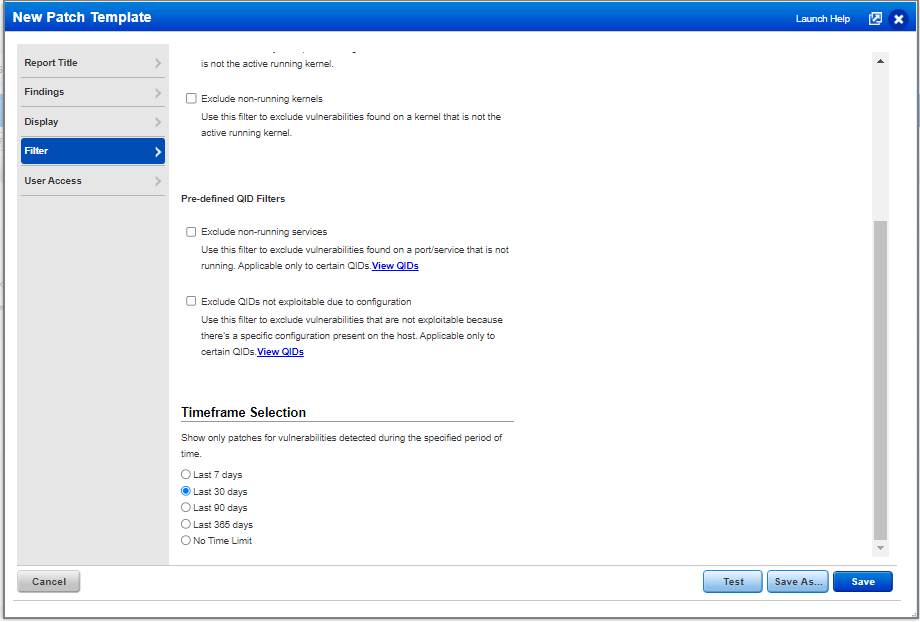 New Patch Template
Launch Help
Report Title
Findings
Display
Filter
User Access
is not the active running kernel.
Exclude non-running kernels
Use this filter to exclude vulnerabilities found on a kernel that is not the
active running kernel.
Pre-defined QID Filters
Exclude non-running services
Use this filter to exclude vulnerabilities found on a port/service that is not
running. Applicable only to certain QIDs.View QIDs
Exclude QIDs not exploitable due to configuration
Use this filter to exclude vulnerabilities that are not exploitable because
there's a specific configuration present on the host. Applicable only to
certain QIDs.View QIDs
Timeframe Selection
Show only patches for vulnerabilities detected during the specified period of
time.
Last 7 days
Last 30 days
Last 90 days
Last 365 days
No Time Limit
Cancel
Test
Save As...
Save